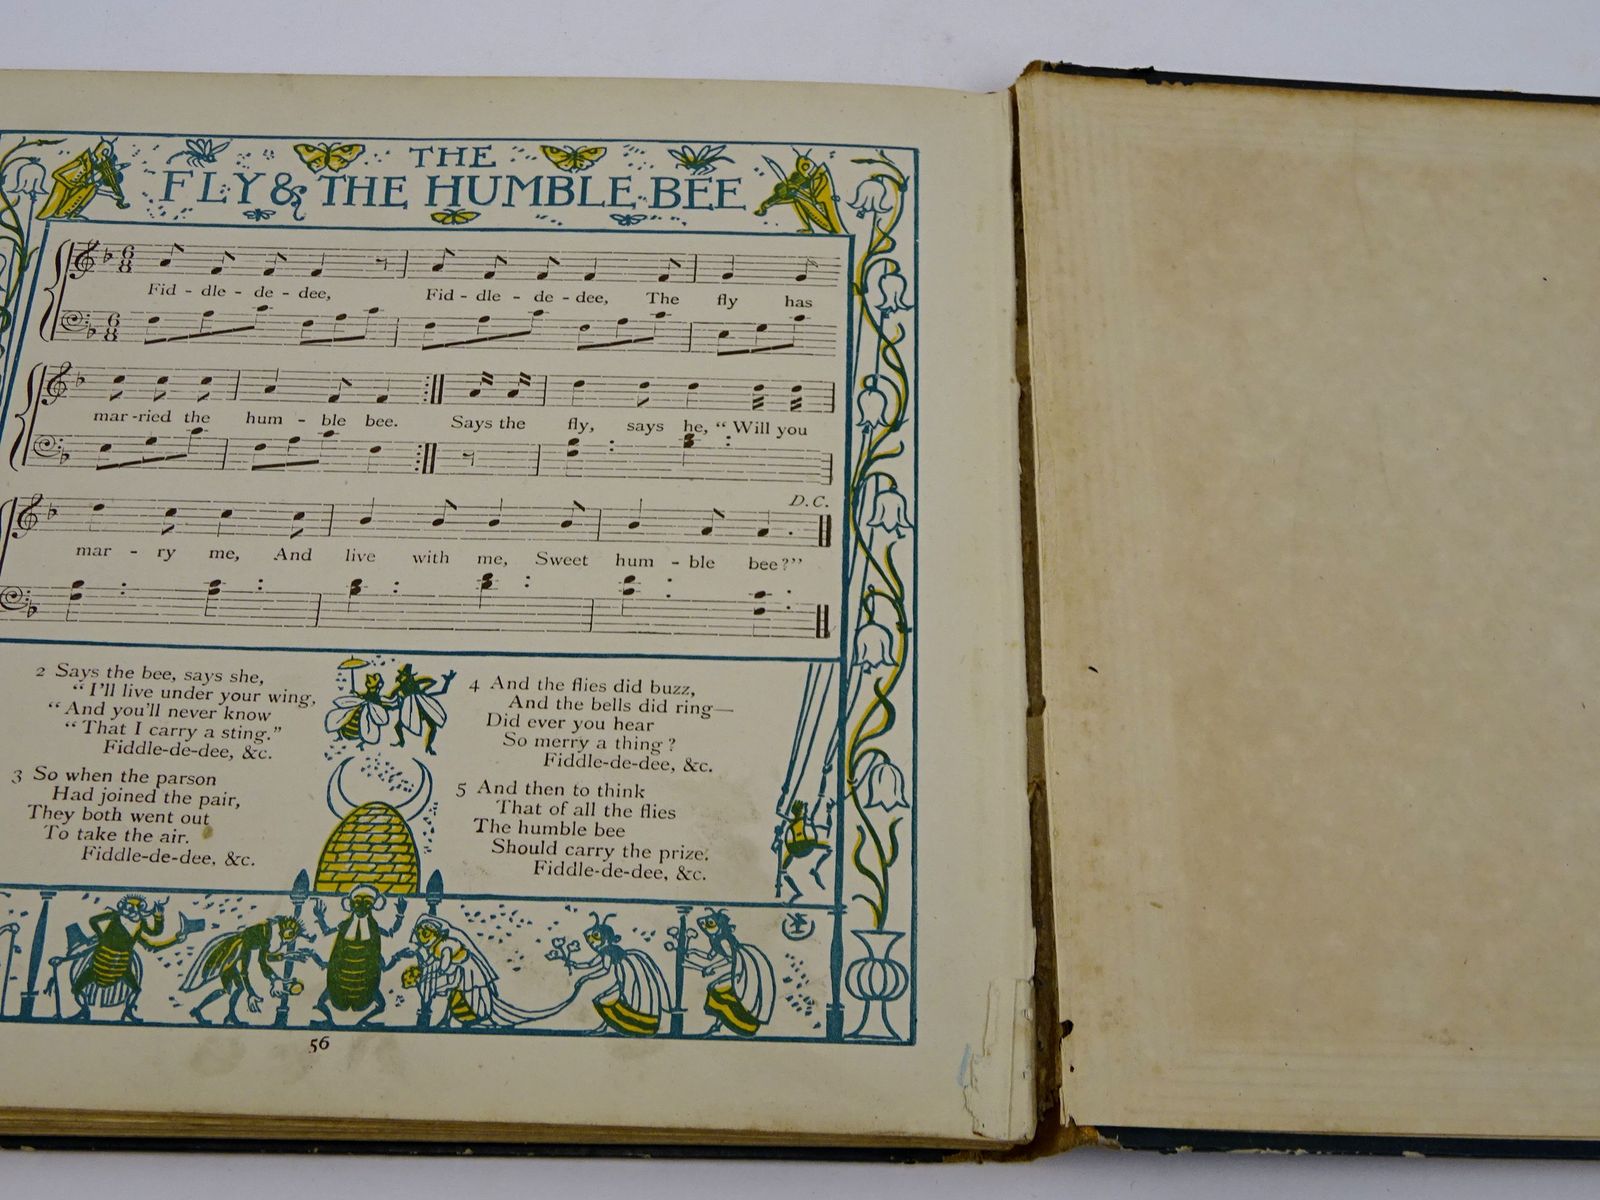 THE
FLY & THE HUMBLE BEE
Fid - dle - de - dee, Fid - dle - de - dee, The fly has
mar - ried the hum - ble bee. Says the fly, says he, “ Will you
D.C.
mar - ry me, And live with me, Sweet hum - ble bee?”
2 Says the bee, says she,
“ I’ll live under your wing,
“ And you’ll never know
“ That I carry a sting.”
Fiddle-de-dee, &c.
3 So when the parson
Had joined the pair,
They both went out
To take the air.
Fiddle-de-dee, &c.
4 And the flies did buzz,
And the bells did ring—
Did ever you hear
So merry a thing?
Fiddle-de-dee, &c.
5 And then to think
That of all the flies
The humble bee
Should carry the prize.
Fiddle-de-dee, &c.
56